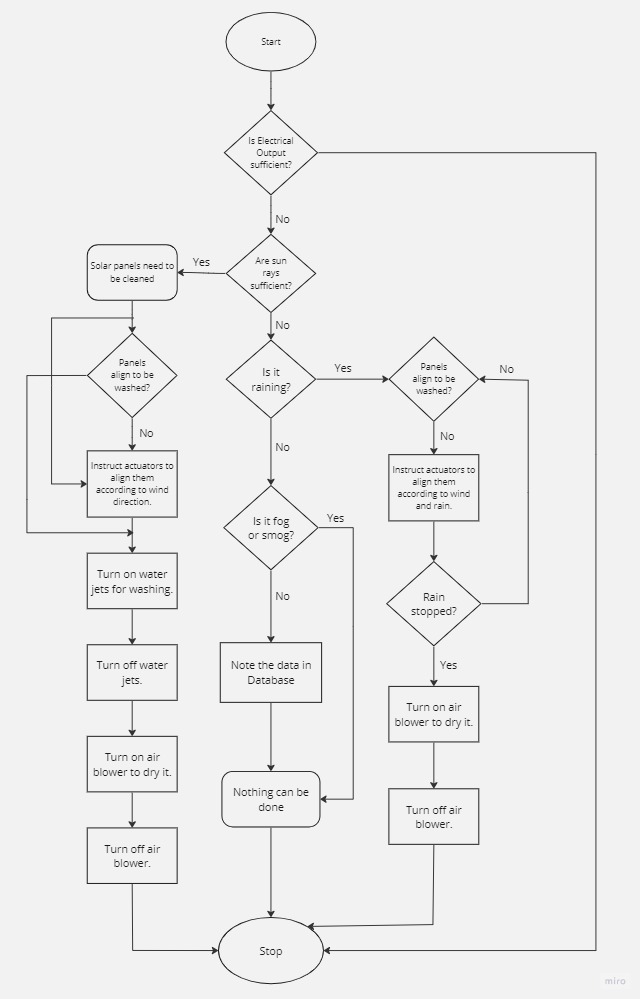 Start
Is Electrical
Output
sufficient?
No
Are sun
rays
sufficient?
Yes
Solar panels need to
be cleaned
No
Is it
raining?
Yes
Panels
align to be
washed?
No
Panels
align to be
washed?
No
No
No
Instruct actuators to
align them
according to wind
direction.
Instruct actuators to
align them
according to wind
and rain.
Is it fog
or smog?
Yes
Turn on water
jets for washing.
No
Rain
stopped?
Turn off water
jets.
Note the data in
Database
Yes
Turn on air
blower to dry it.
Turn on air
blower to dry it.
Nothing can be
done
Turn off air
blower.
Turn off air
blower.
Stop
miro